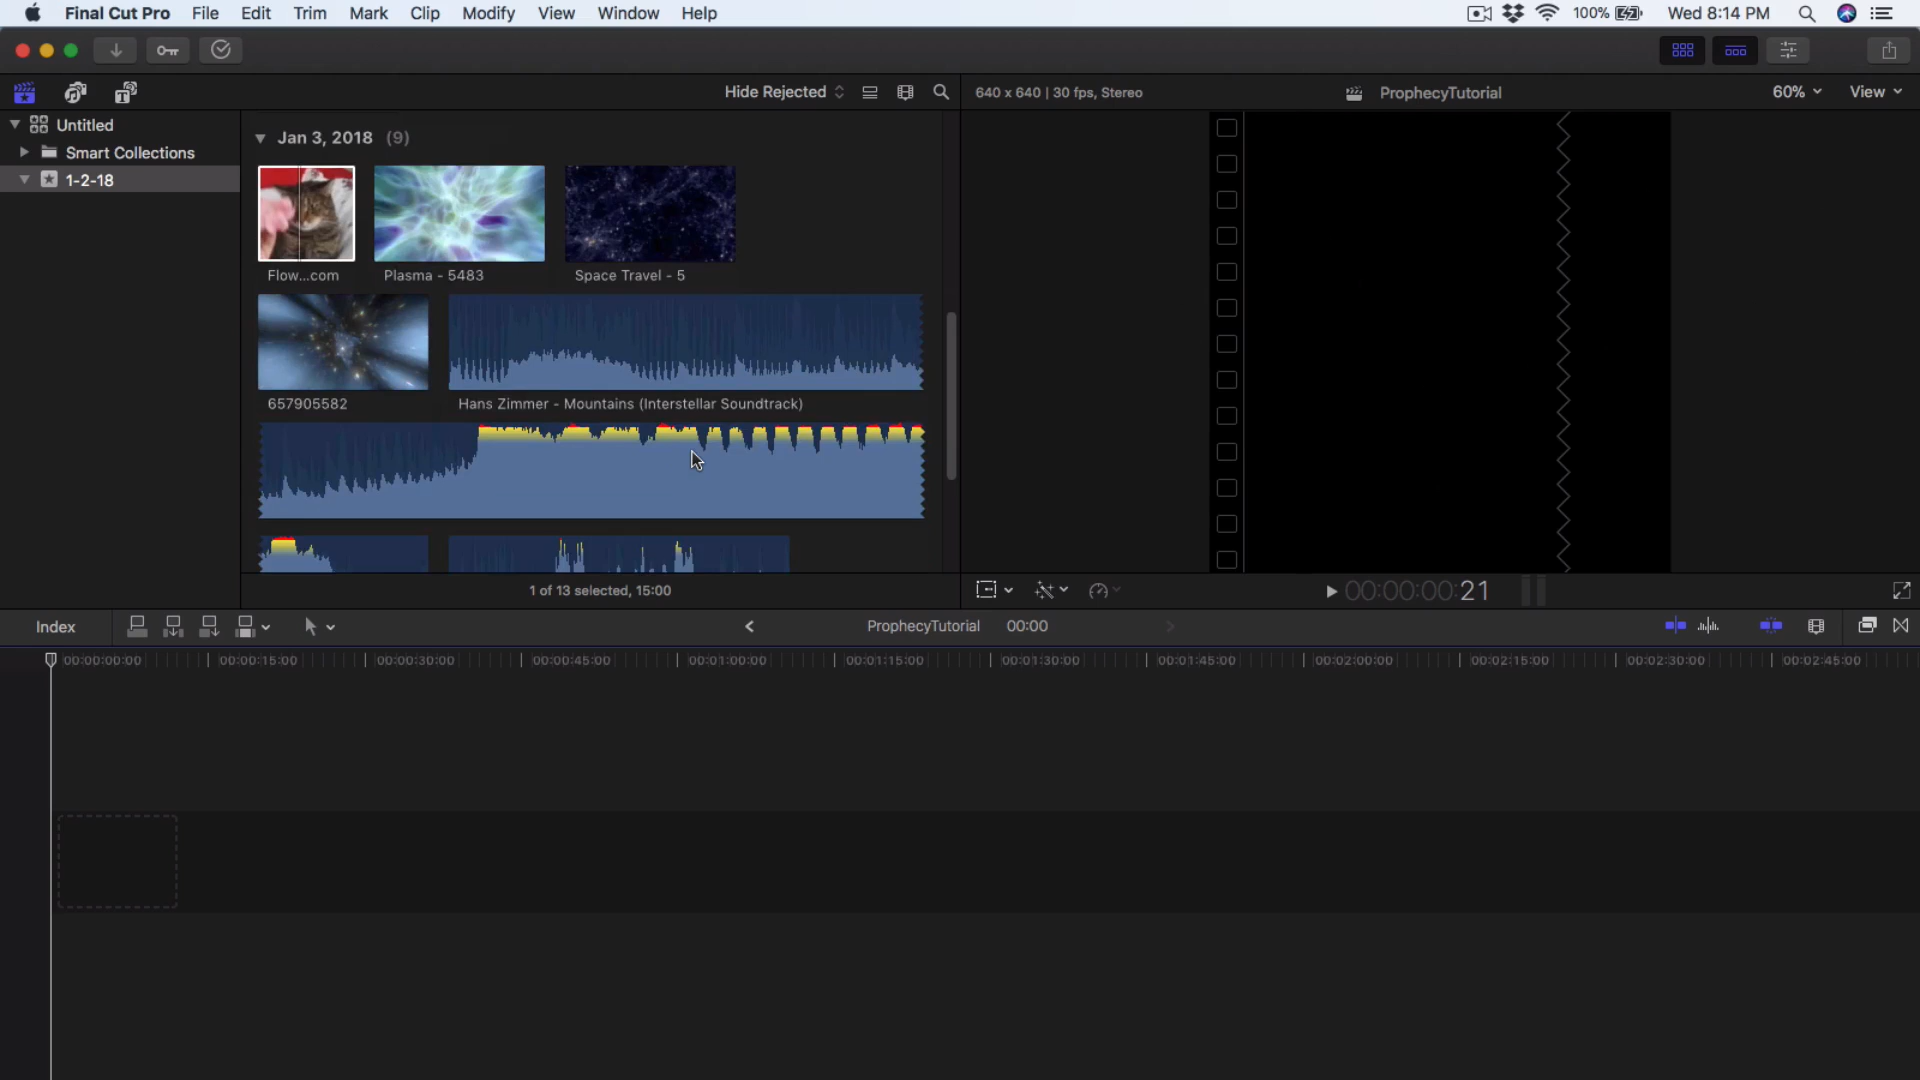 Final Cut Pro File Edit Trim Mark Clip Modify View Window Help 100% Wed 8:14 PM
Hide Rejected 640 x 640 | 30 fps, Stereo ProphecyTutorial 60% View
Untitled
Smart Collections
1-2-18
Jan 3, 2018 (9)
Flow...com Plasma - 5483 Space Travel - 5
657905582 Hans Zimmer - Mountains (Interstellar Soundtrack)
1 of 13 selected, 15:00 00:00:00:21
Index ProphecyTutorial 00:00
00:00:00:00 00:00:15:00 00:00:30:00 00:00:45:00 00:01:00:00 00:01:15:00 00:01:30:00 00:01:45:00 00:02:00:00 00:02:15:00 00:02:30:00 00:02:45:00